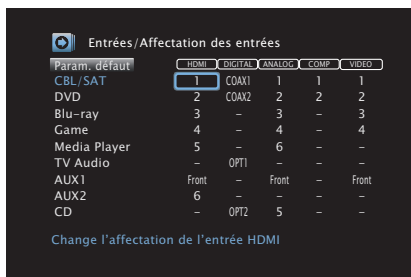 Entrées/Affectation des entrées
Param. défaut HDMI DIGITAL ANALOG COMP VIDEO
CBL/SAT 1 COAX1 1 1 1
DVD 2 COAX2 2 2 2
Blu-ray 3 – 3 – 3
Game 4 – 4 – 4
Media Player 5 – 6 – –
TV Audio – OPT1 – – –
AUX1 Front – Front – Front
AUX2 6 – – – –
CD – OPT2 5 – –
Change l'affectation de l'entrée HDMI